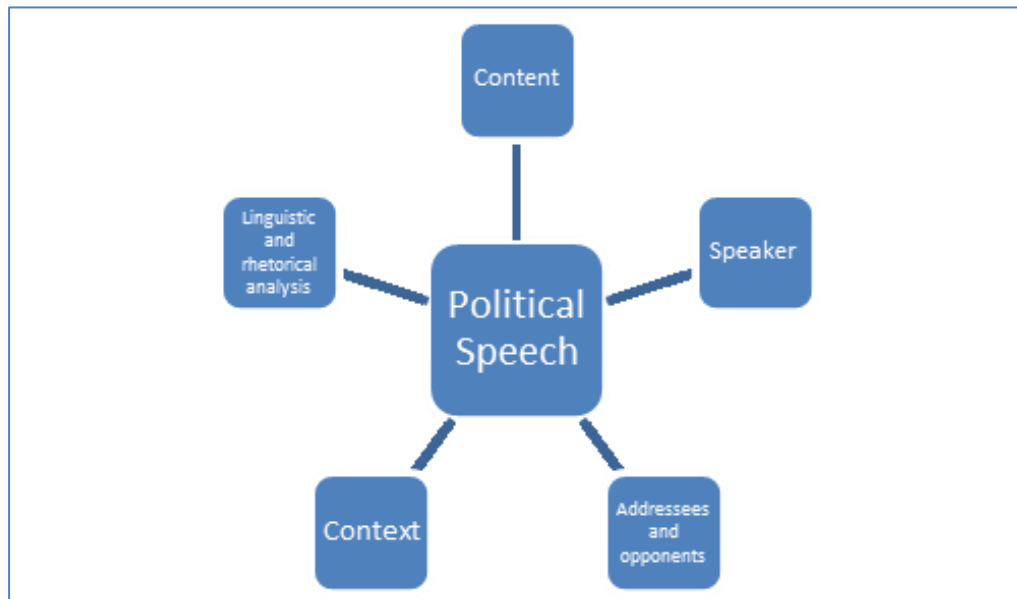 Content
Linguistic
and
rhetorical
analysis
Speaker
Political
Speech
Context
Addressees
and
opponents